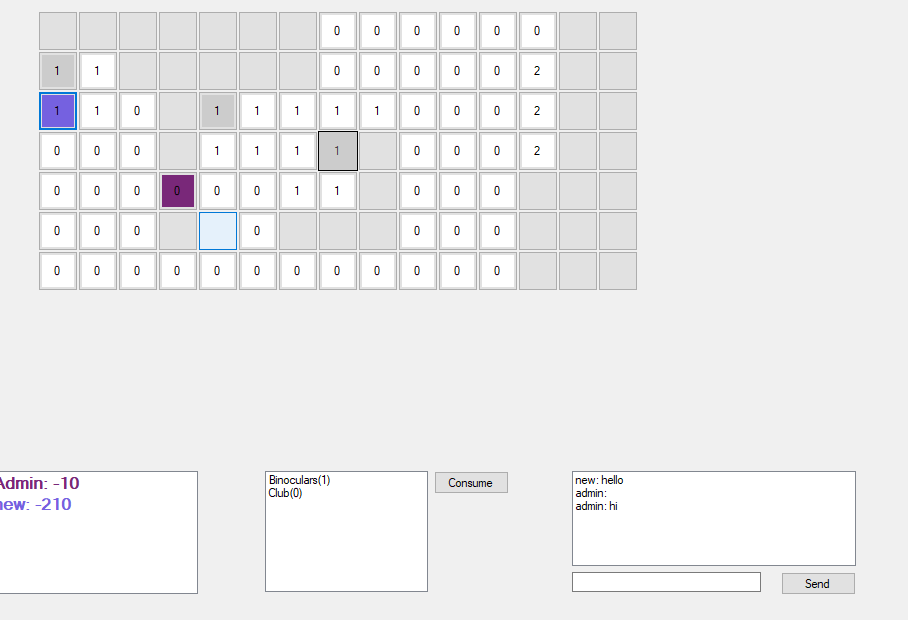 0 0 0 0 0 0
1 1 0 0 0 0 0 2
1 1 0 1 1 1 1 1 0 0 0 2
0 0 0 1 1 1 1 0 0 0 2
0 0 0 0 0 0 1 1 0 0 0
0 0 0 0 0 0 0
0 0 0 0 0 0 0 0 0 0 0 0
Admin: -10
new: -210
Binoculars(1)
Club(0)
Consume
new: hello
admin:
admin: hi
Send